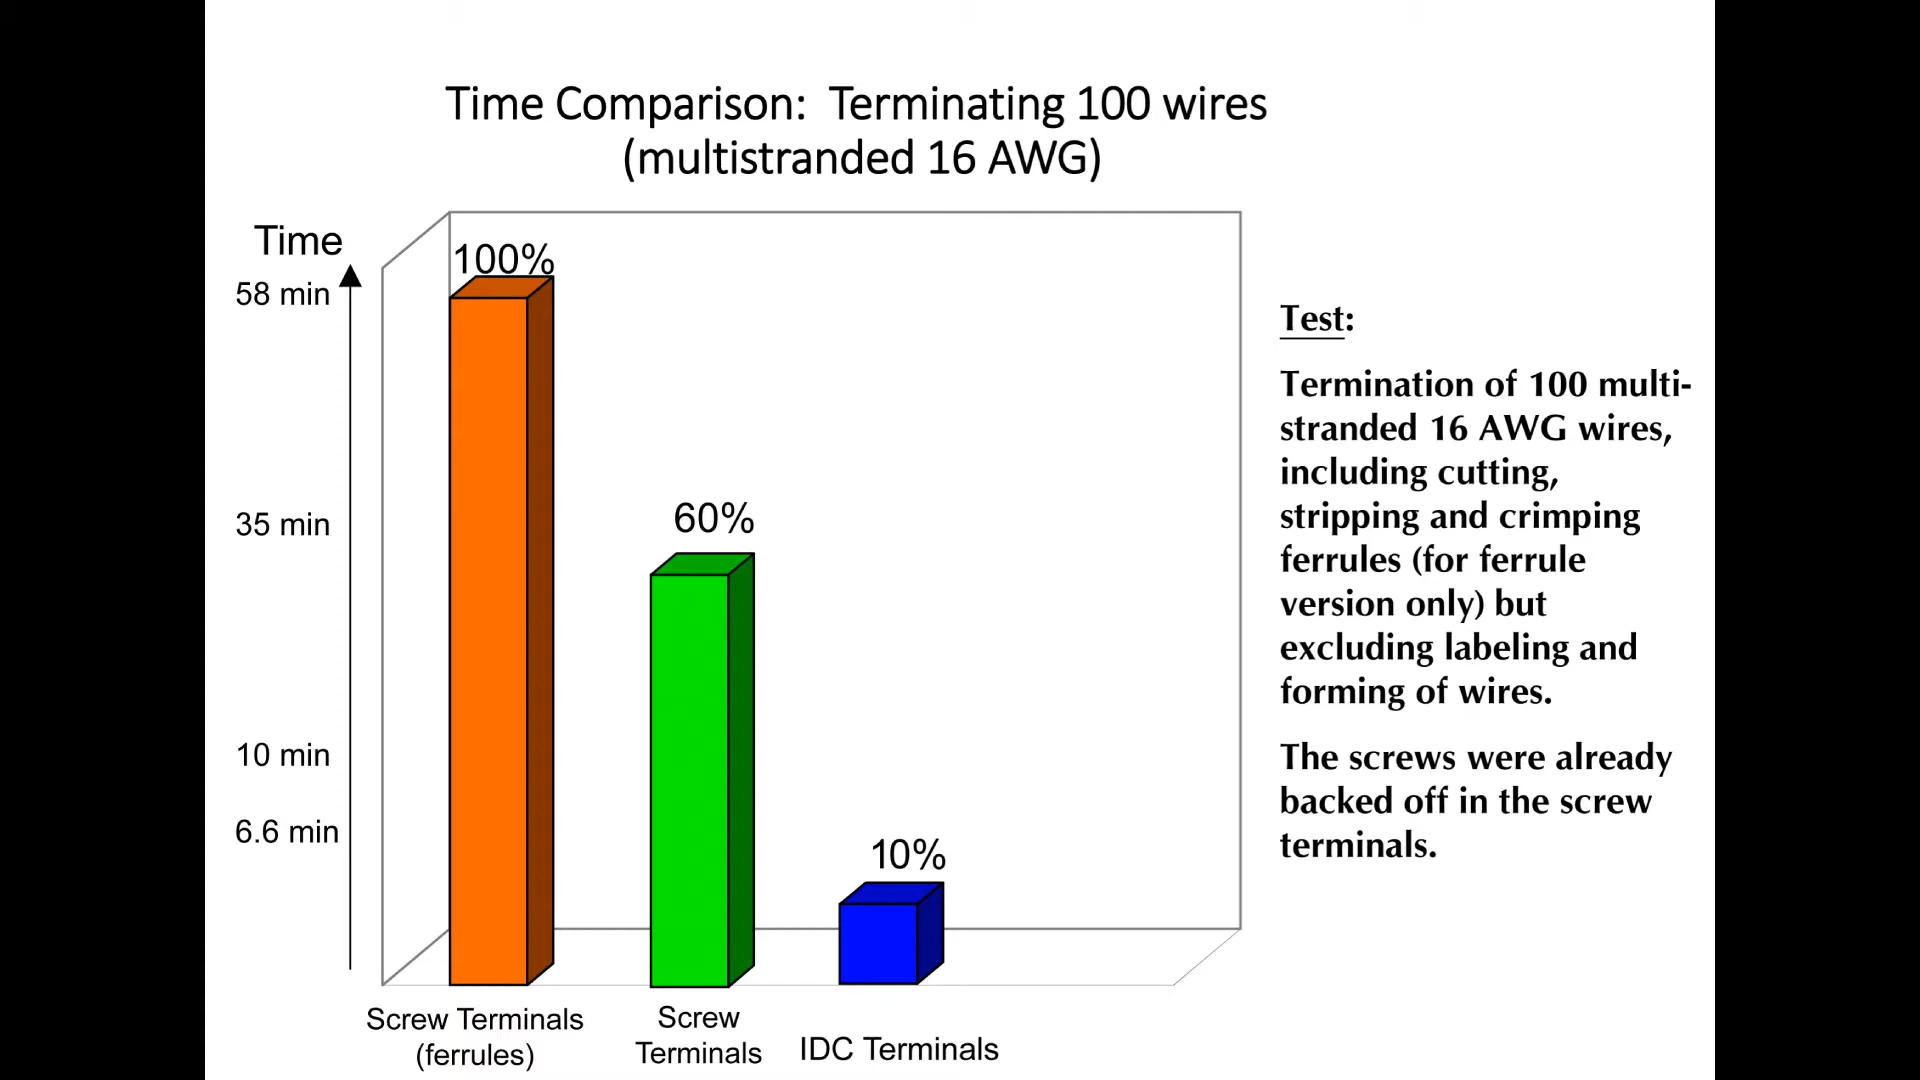 Time Comparison: Terminating 100 wires
(multistranded 16 AWG)
Time
58 min
35 min
10 min
6.6 min
100%
60%
10%
Screw Terminals
(ferrules)
Screw
Terminals
IDC Terminals
Test:
Termination of 100 multi-
stranded 16 AWG wires,
including cutting,
stripping and crimping
ferrules (for ferrule
version only) but
excluding labeling and
forming of wires.
The screws were already
backed off in the screw
terminals.